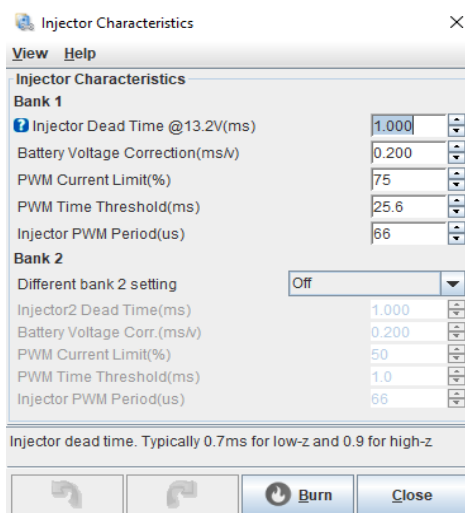 Injector Characteristics
View Help
Injector Characteristics
Bank 1
Injector Dead Time @13.2V(ms) 1.000
Battery Voltage Correction(ms/v) 0.200
PWM Current Limit(%) 75
PWM Time Threshold(ms) 25.6
Injector PWM Period(us) 66
Bank 2
Different bank 2 setting Off
Injector2 Dead Time(ms) 1.000
Battery Voltage Corr.(ms/v) 0.200
PWM Current Limit(%) 50
PWM Time Threshold(ms) 1.0
Injector PWM Period(us) 66
Injector dead time. Typically 0.7ms for low-z and 0.9 for high-z
Burn Close